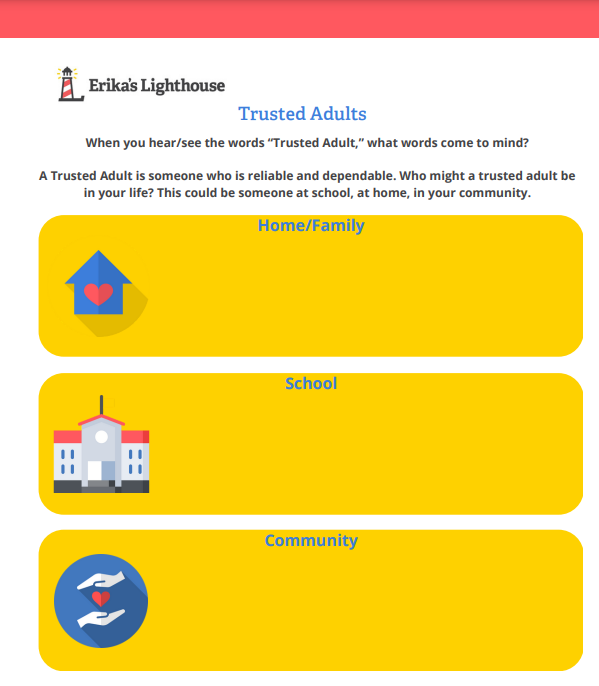 Erika's Lighthouse
Trusted Adults
When you hear/see the words “Trusted Adult,” what words come to mind?
A Trusted Adult is someone who is reliable and dependable. Who might a trusted adult be
in your life? This could be someone at school, at home, in your community.
Home/Family
School
Community